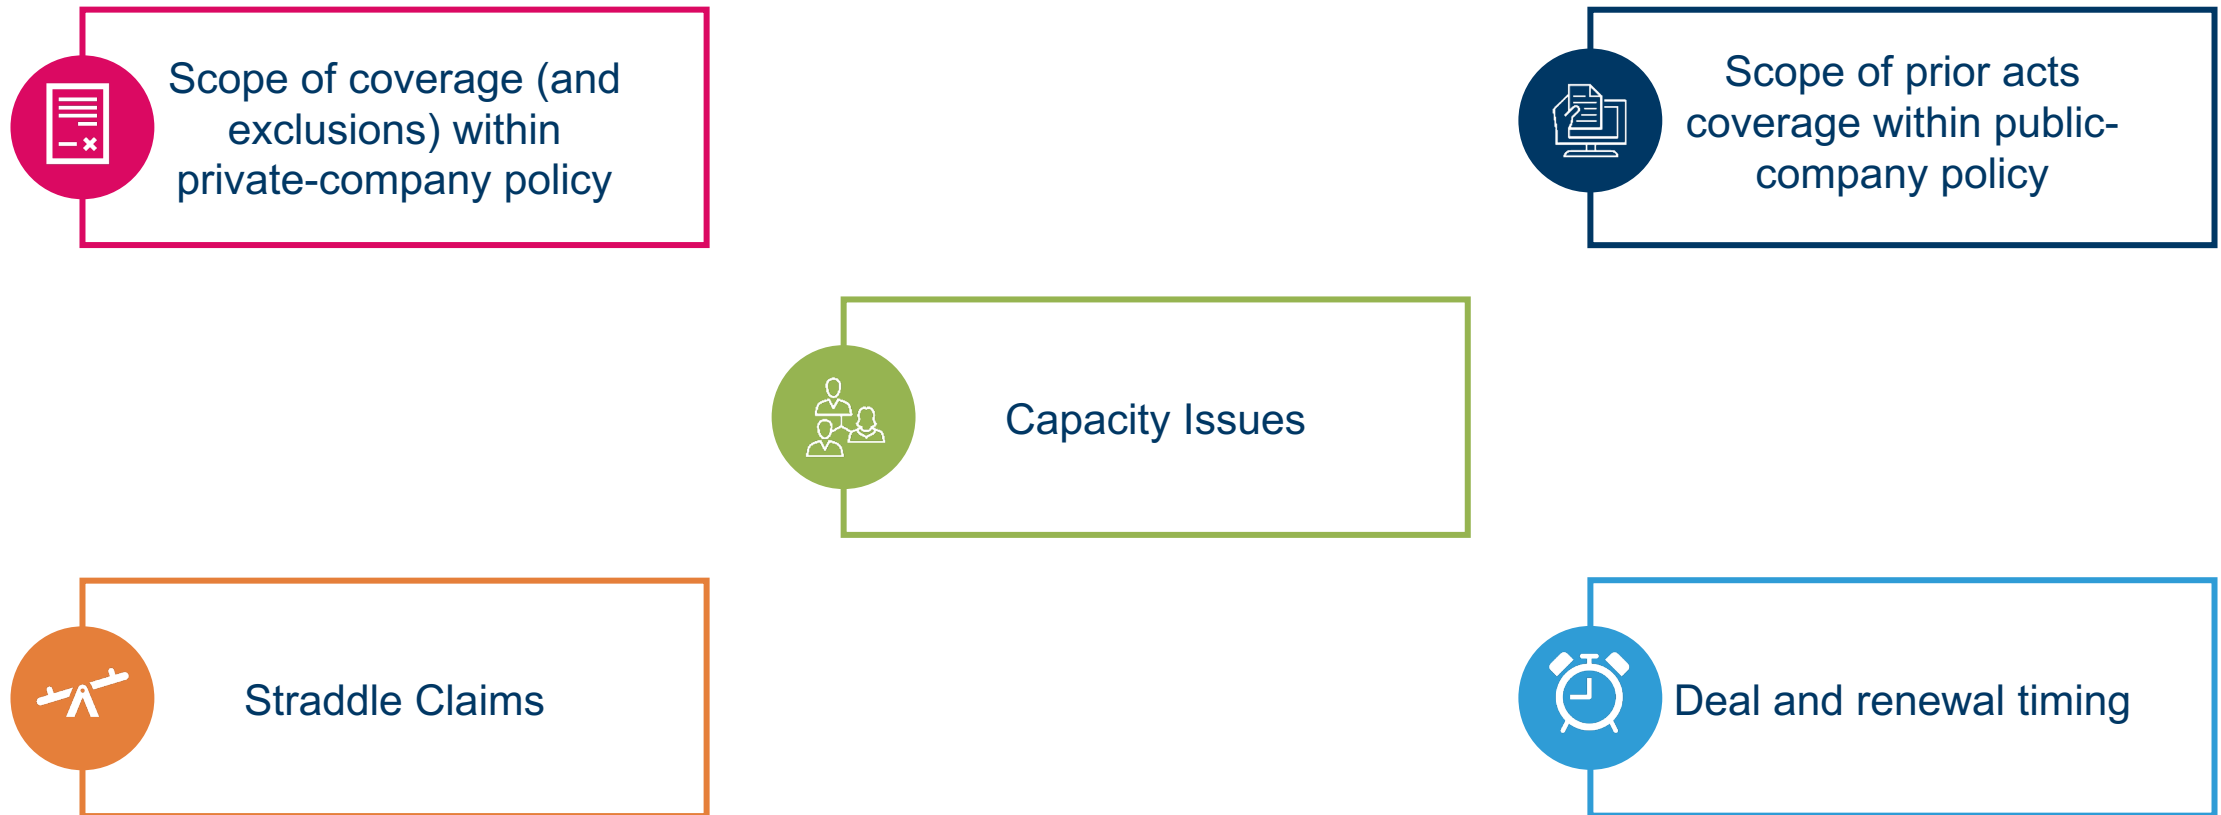 Scope of coverage (and
exclusions) within
private-company policy
Scope of prior acts
coverage within public-
company policy
Capacity Issues
Straddle Claims
Deal and renewal timing